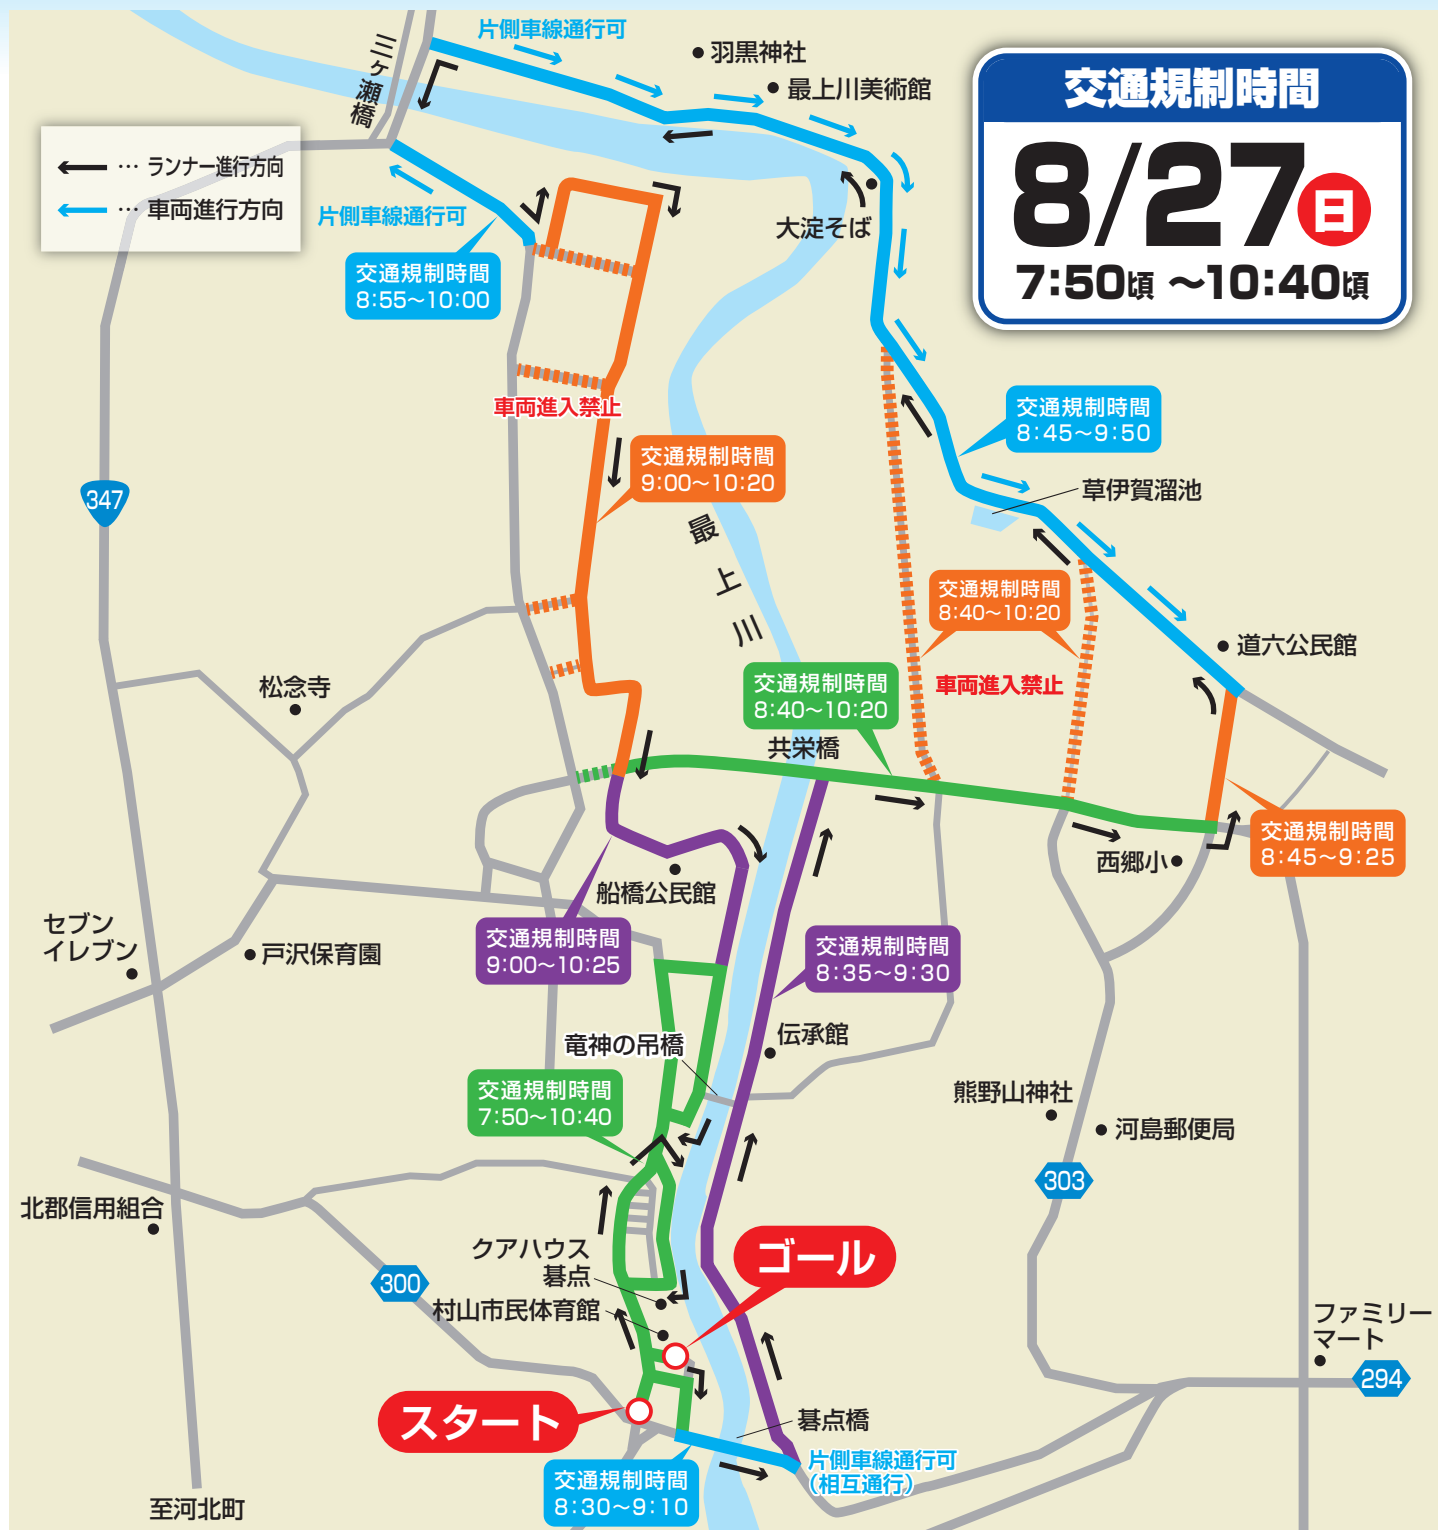 片側車線通行可
三ヶ瀬橋
羽黒神社
最上川美術館
交通規制時間
8/27日
7:50頃 〜10:40頃
… ランナー進行方向
… 車両進行方向
片側車線通行可
大淀そば
交通規制時間
8:55〜10:00
車両進入禁止
交通規制時間
8:45〜9:50
交通規制時間
9:00〜10:20
347
草伊賀溜池
最上川
交通規制時間
8:40〜10:20
道六公民館
松念寺
交通規制時間
8:40〜10:20
車両進入禁止
共栄橋
交通規制時間
8:45〜9:25
西郷小
船橋公民館
セブン
イレブン
戸沢保育園
交通規制時間
9:00〜10:25
交通規制時間
8:35〜9:30
竜神の吊橋
伝承館
交通規制時間
7:50〜10:40
熊野山神社
河島郵便局
303
北郡信用組合
クアハウス
碁点
ゴール
300
村山市民体育館
ファミリー
マート
294
スタート
碁点橋
片側車線通行可
(相互通行)
交通規制時間
8:30〜9:10
至河北町